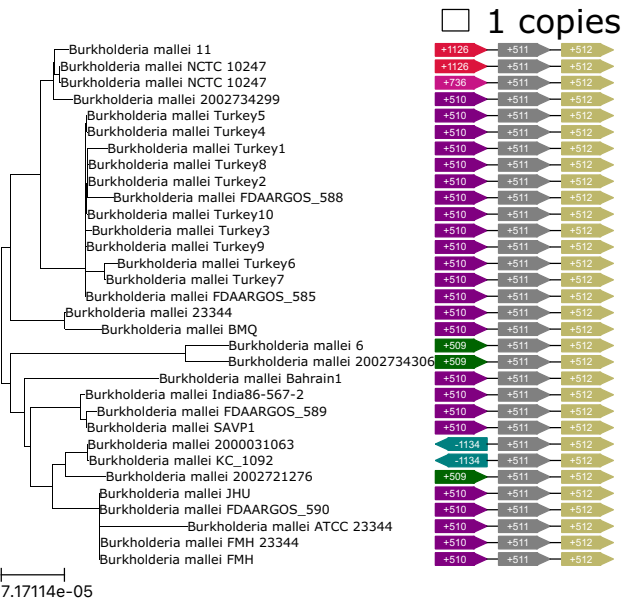 1 copies
Burkholderia mallei 11 +1126 +511 +512
Burkholderia mallei NCTC 10247 +1126 +511 +512
Burkholderia mallei NCTC 10247 +736 +511 +512
Burkholderia mallei 2002734299 +510 +511 +512
Burkholderia mallei Turkey5 +510 +511 +512
Burkholderia mallei Turkey4 +510 +511 +512
Burkholderia mallei Turkey1 +510 +511 +512
Burkholderia mallei Turkey8 +510 +511 +512
Burkholderia mallei Turkey2 +510 +511 +512
Burkholderia mallei FDAARGOS_588 +510 +511 +512
Burkholderia mallei Turkey10 +510 +511 +512
Burkholderia mallei Turkey3 +510 +511 +512
Burkholderia mallei Turkey9 +510 +511 +512
Burkholderia mallei Turkey6 +510 +511 +512
Burkholderia mallei Turkey7 +510 +511 +512
Burkholderia mallei FDAARGOS_585 +510 +511 +512
Burkholderia mallei 23344 +510 +511 +512
Burkholderia mallei BMQ +510 +511 +512
Burkholderia mallei 6 +509 +511 +512
Burkholderia mallei 2002734306 +509 +511 +512
Burkholderia mallei Bahrain1 +510 +511 +512
Burkholderia mallei India86-567-2 +510 +511 +512
Burkholderia mallei FDAARGOS_589 +510 +511 +512
Burkholderia mallei SAVP1 +510 +511 +512
Burkholderia mallei 2000031063 -1134 +511 +512
Burkholderia mallei KC_1092 -1134 +511 +512
Burkholderia mallei 2002721276 +509 +511 +512
Burkholderia mallei JHU +510 +511 +512
Burkholderia mallei FDAARGOS_590 +510 +511 +512
Burkholderia mallei ATCC 23344 +510 +511 +512
Burkholderia mallei FMH 23344 +510 +511 +512
Burkholderia mallei FMH +510 +511 +512
7.17114e-05